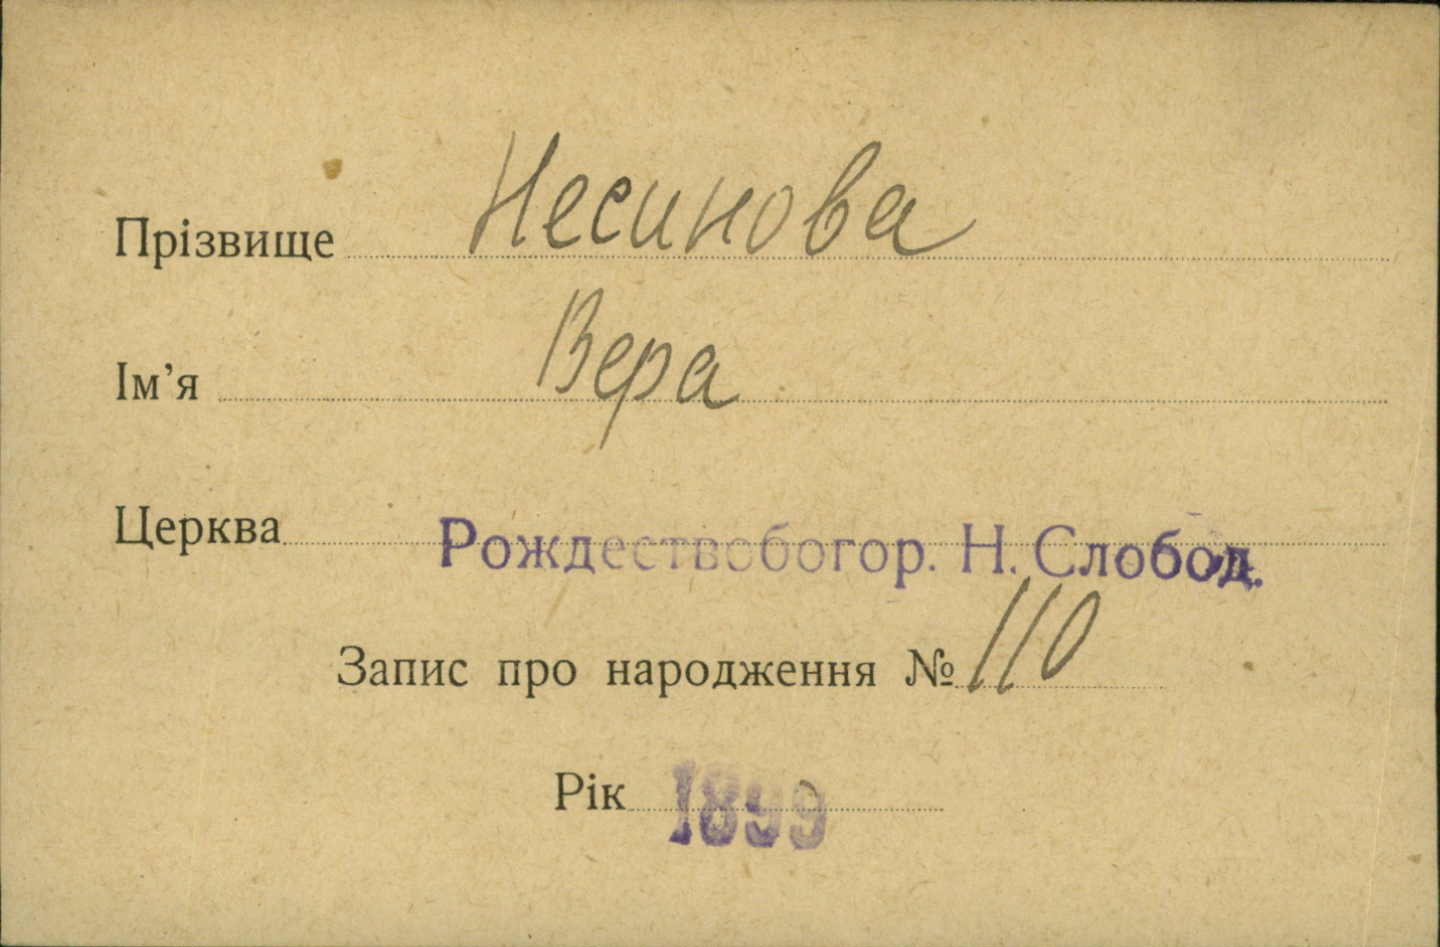 Прізвище Несинова
Ім'я Вера
Церква Рождествобогор. Н. Слобод.
Запис про народження № 110
Рік 1899